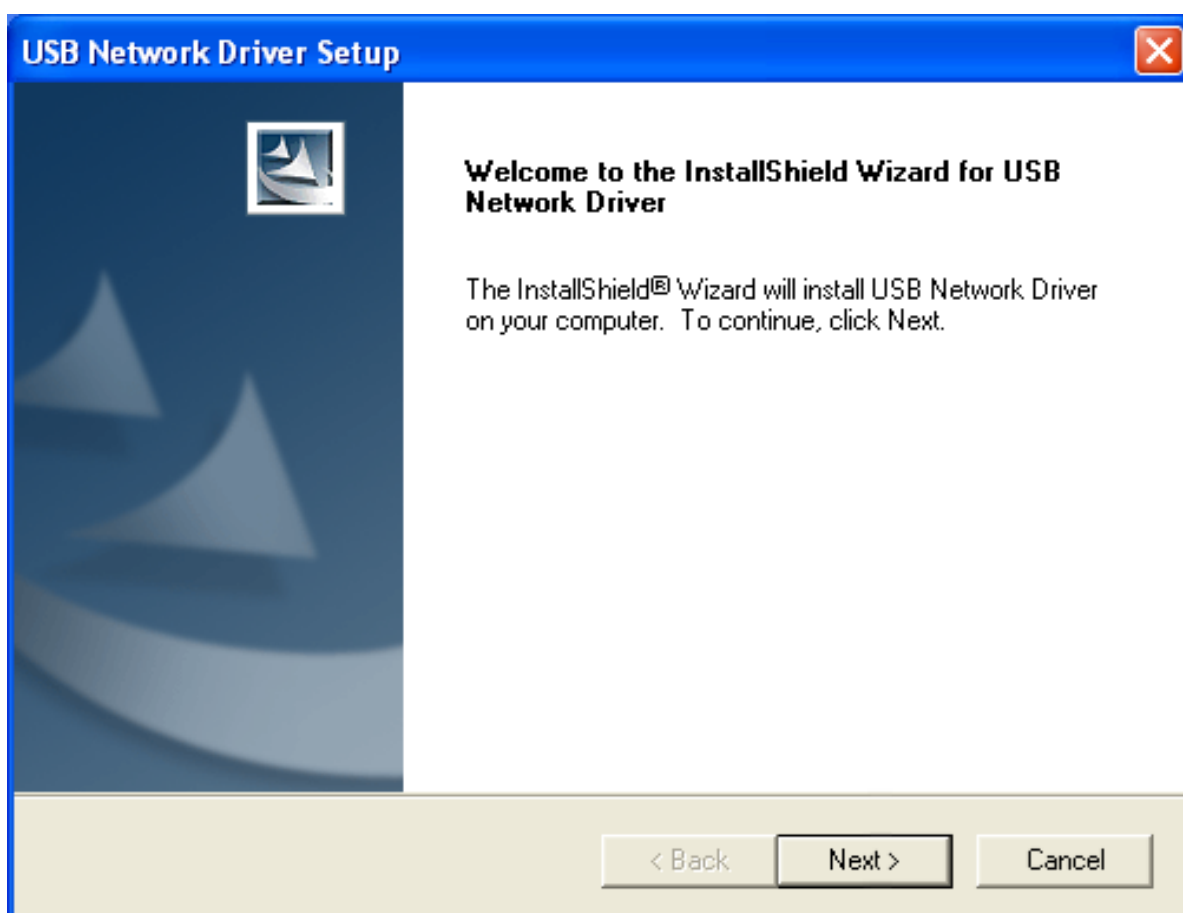 USB Network Driver Setup
Welcome to the InstallShield Wizard for USB
Network Driver
The InstallShield® Wizard will install USB Network Driver
on your computer.  To continue, click Next.
< Back
Next >
Cancel